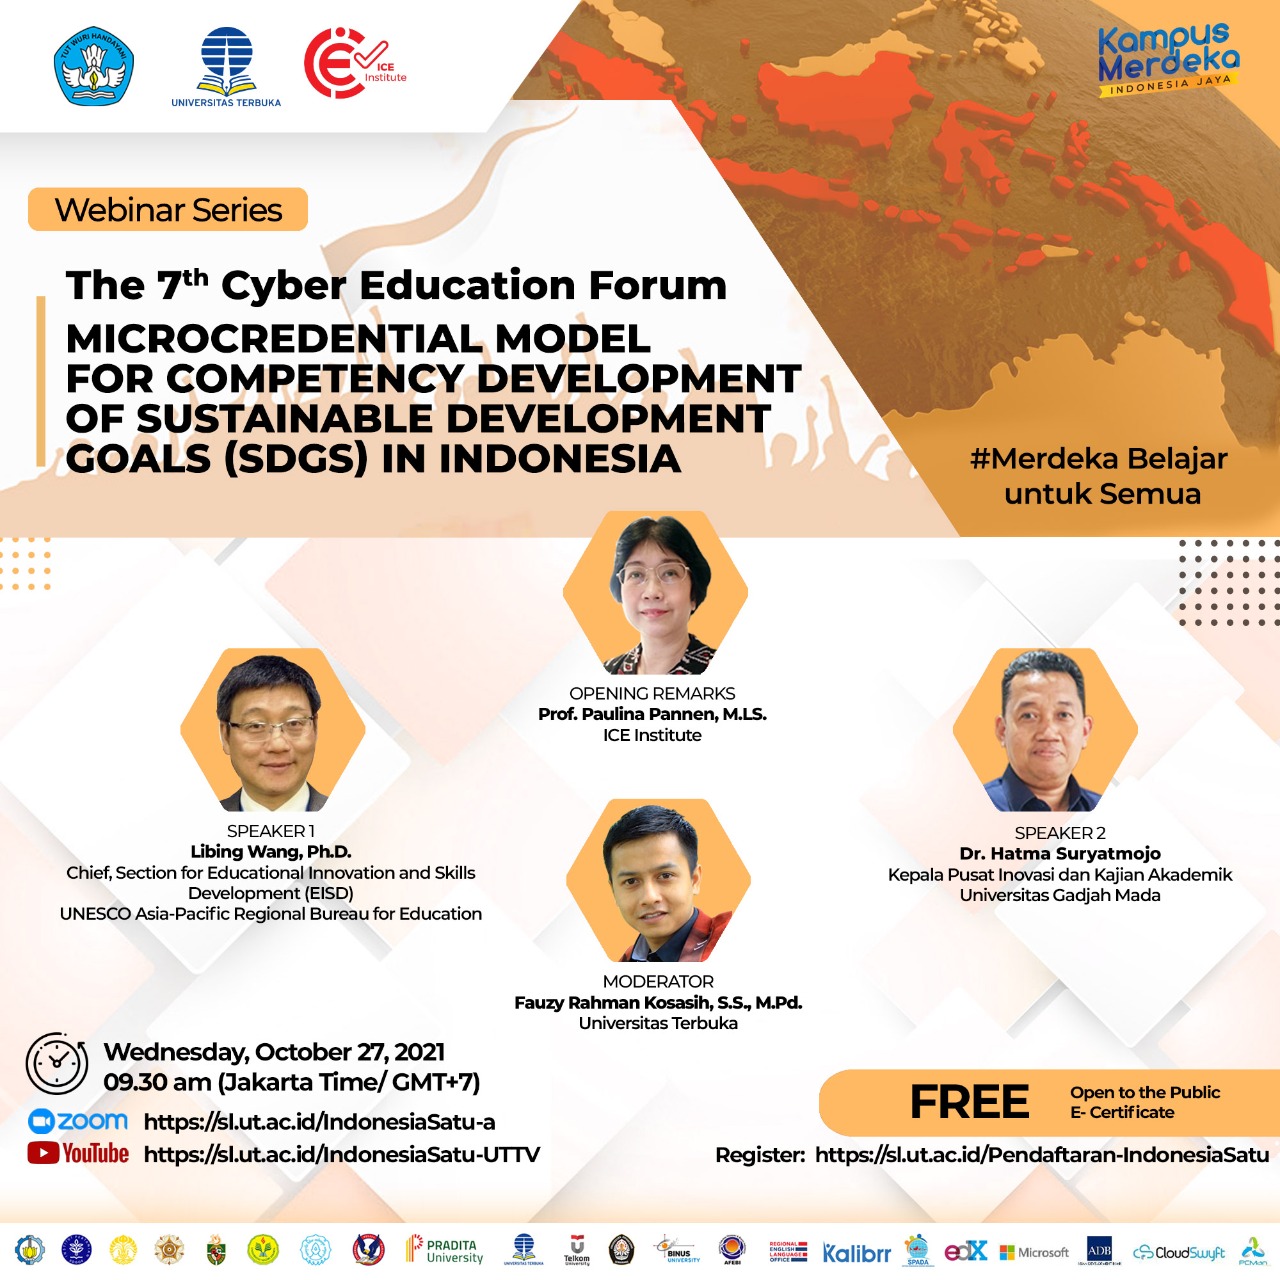 TUT WURI HANDAYANI
UNIVERSITAS TERBUKA
ICE
Institute
Kampus
Merdeka
INDONESIA JAYA
Webinar Series
The 7th Cyber Education Forum
MICROCREDENTIAL MODEL
FOR COMPETENCY DEVELOPMENT
OF SUSTAINABLE DEVELOPMENT
GOALS (SDGS) IN INDONESIA
#Merdeka Belajar
untuk Semua
OPENING REMARKS
Prof. Paulina Pannen, M.LS.
ICE Institute
SPEAKER 1
Libing Wang, Ph.D.
Chief, Section for Educational Innovation and Skills
Development (EISD)
UNESCO Asia-Pacific Regional Bureau for Education
SPEAKER 2
Dr. Hatma Suryatmojo
Kepala Pusat Inovasi dan Kajian Akademik
Universitas Gadjah Mada
MODERATOR
Fauzy Rahman Kosasih, S.S., M.Pd.
Universitas Terbuka
Wednesday, October 27, 2021
09.30 am (Jakarta Time/ GMT+7)
zoom https://sl.ut.ac.id/IndonesiaSatu-a
YouTube https://sl.ut.ac.id/IndonesiaSatu-UTTV
FREE
Open to the Public
E- Certificate
Register: https://sl.ut.ac.id/Pendaftaran-IndonesiaSatu
PRADITA
University
UNIVERSITAS TERBUKA
Telkom
University
BINUS
UNIVERSITY
AFEBI
REGIONAL
ENGLISH
LANGUAGE
OFFICE
Kalibrr
SPADA
edX
Microsoft
ADB
CloudSwyft
PCMan